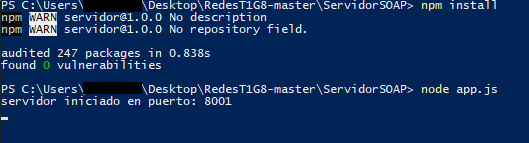 PS C:\Users\ \Desktop\RedesT1G8-master\ServidorSOAP> npm install
npm WARN servidor@1.0.0 No description
npm WARN servidor@1.0.0 No repository field.
audited 247 packages in 0.838s
found 0 vulnerabilities
PS C:\Users\ \Desktop\RedesT1G8-master\ServidorSOAP> node app.js
servidor iniciado en puerto: 8001